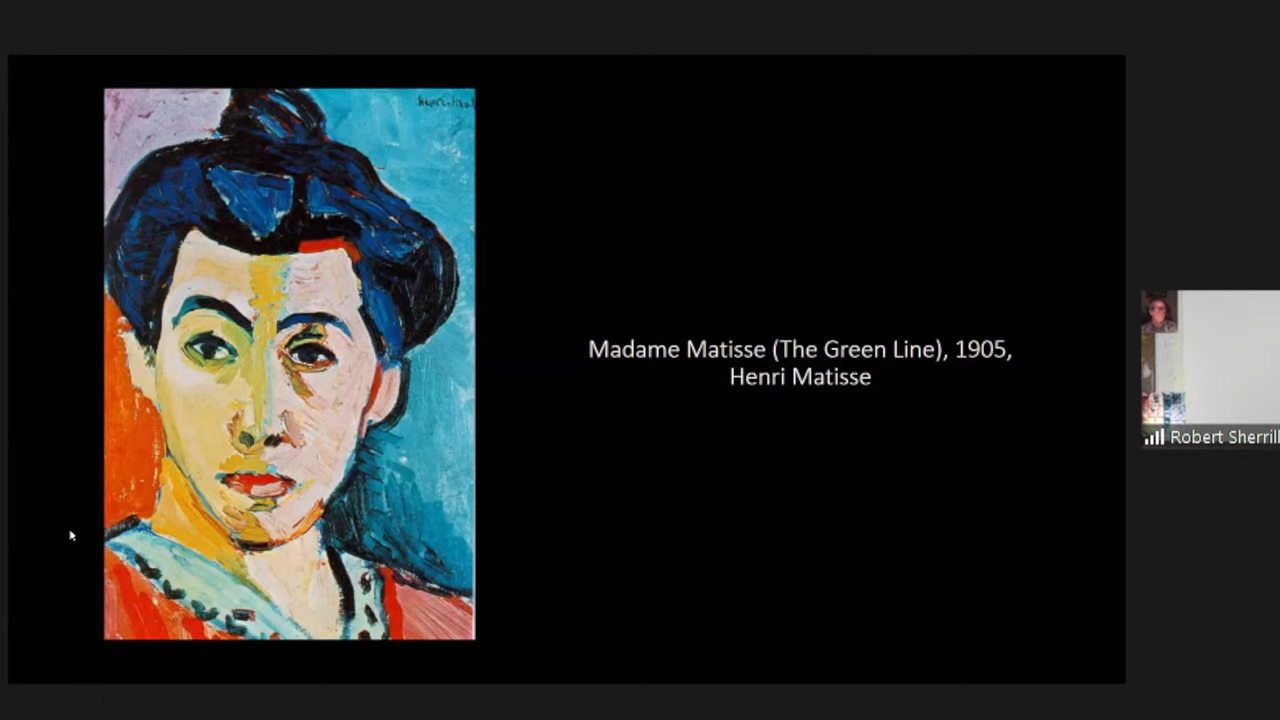 Madame Matisse (The Green Line), 1905,
Henri Matisse
Robert Sherrill